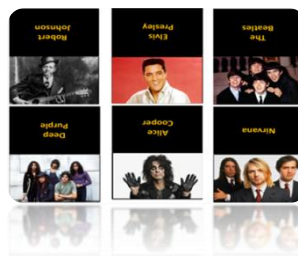 Robert
Johnson
Elvis
Presley
The
Beatles
Deep
Purple
Alice
Cooper
Nirvana